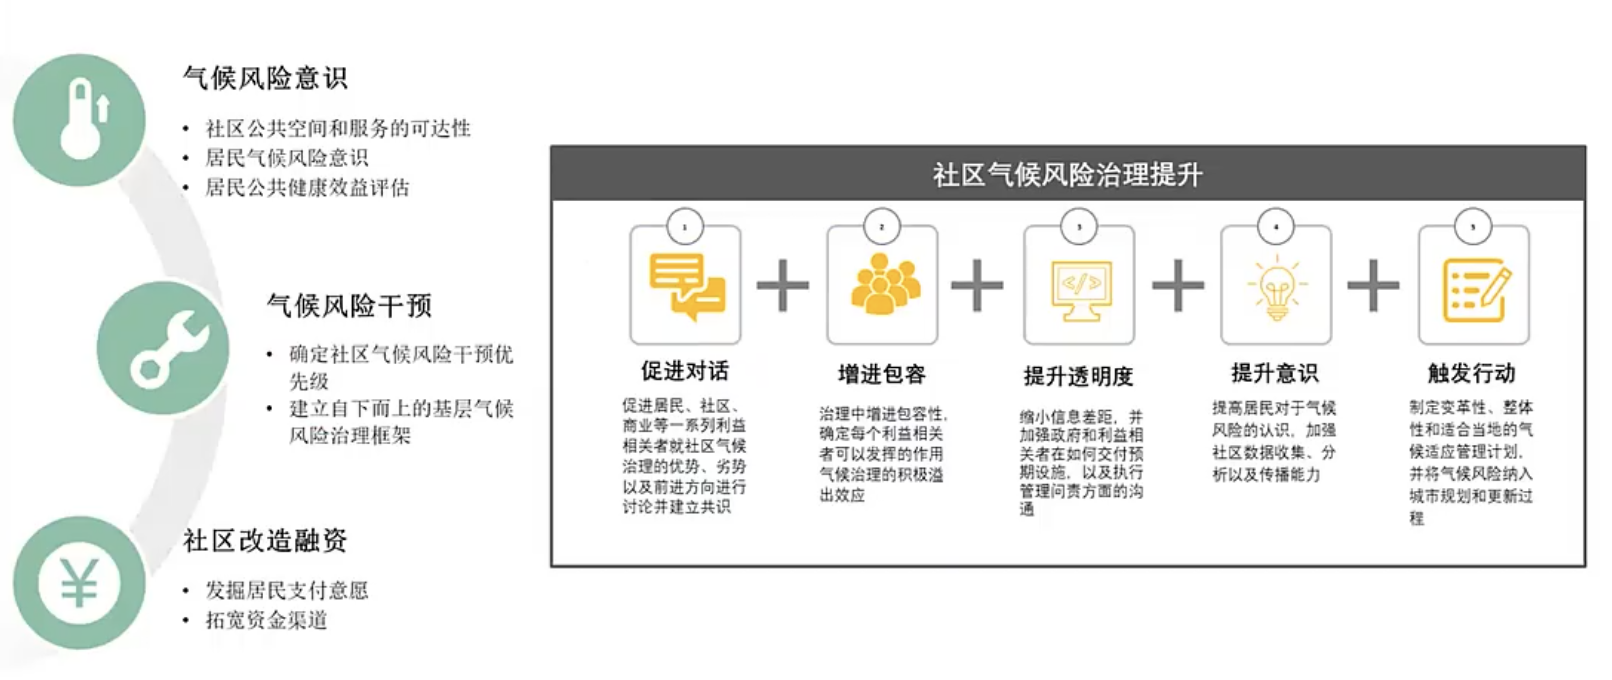 气候风险意识
• 社区公共空间和服务的可达性
• 居民气候风险意识
• 居民公共健康效益评估
气候风险干预
• 确定社区气候风险干预优
先级
• 建立自下而上的基层气候
风险治理框架
社区改造融资
¥
• 发掘居民支付意愿
• 拓宽资金渠道
社区气候风险治理提升
1
促进对话
促进居民、社区、
商业等一系列利益
相关者就社区气候
治理的优势、劣势
以及前进方向进行
讨论并建立共识
2
增进包容
治理中增进包容性，
确定每个利益相关
者可以发挥的作用
气候治理的积极溢
出效应
3
</>
提升透明度
缩小信息差距，并
加强政府和利益相
关者在如何交付预
期设施，以及执行
管理问责方面的沟
通
4
提升意识
提高居民对于气候
风险的认识，加强
社区数据收集、分
析以及传播能力
5
触发行动
制定变革性、整体
性和适合当地的气
候适应管理计划，
并将气候风险纳入
城市规划和更新过
程